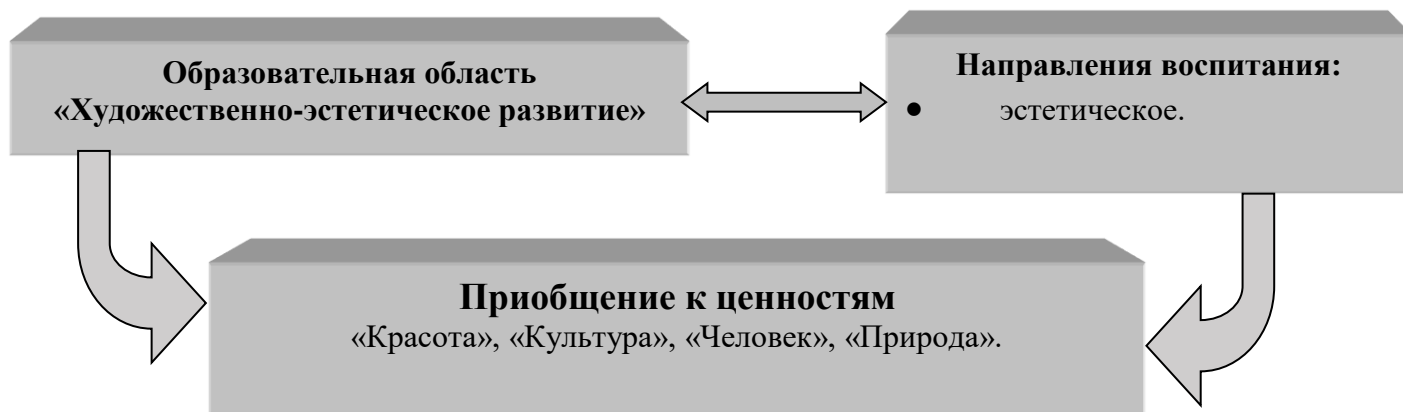 Образовательная область
«Художественно-эстетическое развитие»
Направления воспитания:
● эстетическое.
Приобщение к ценностям
«Красота», «Культура», «Человек», «Природа».